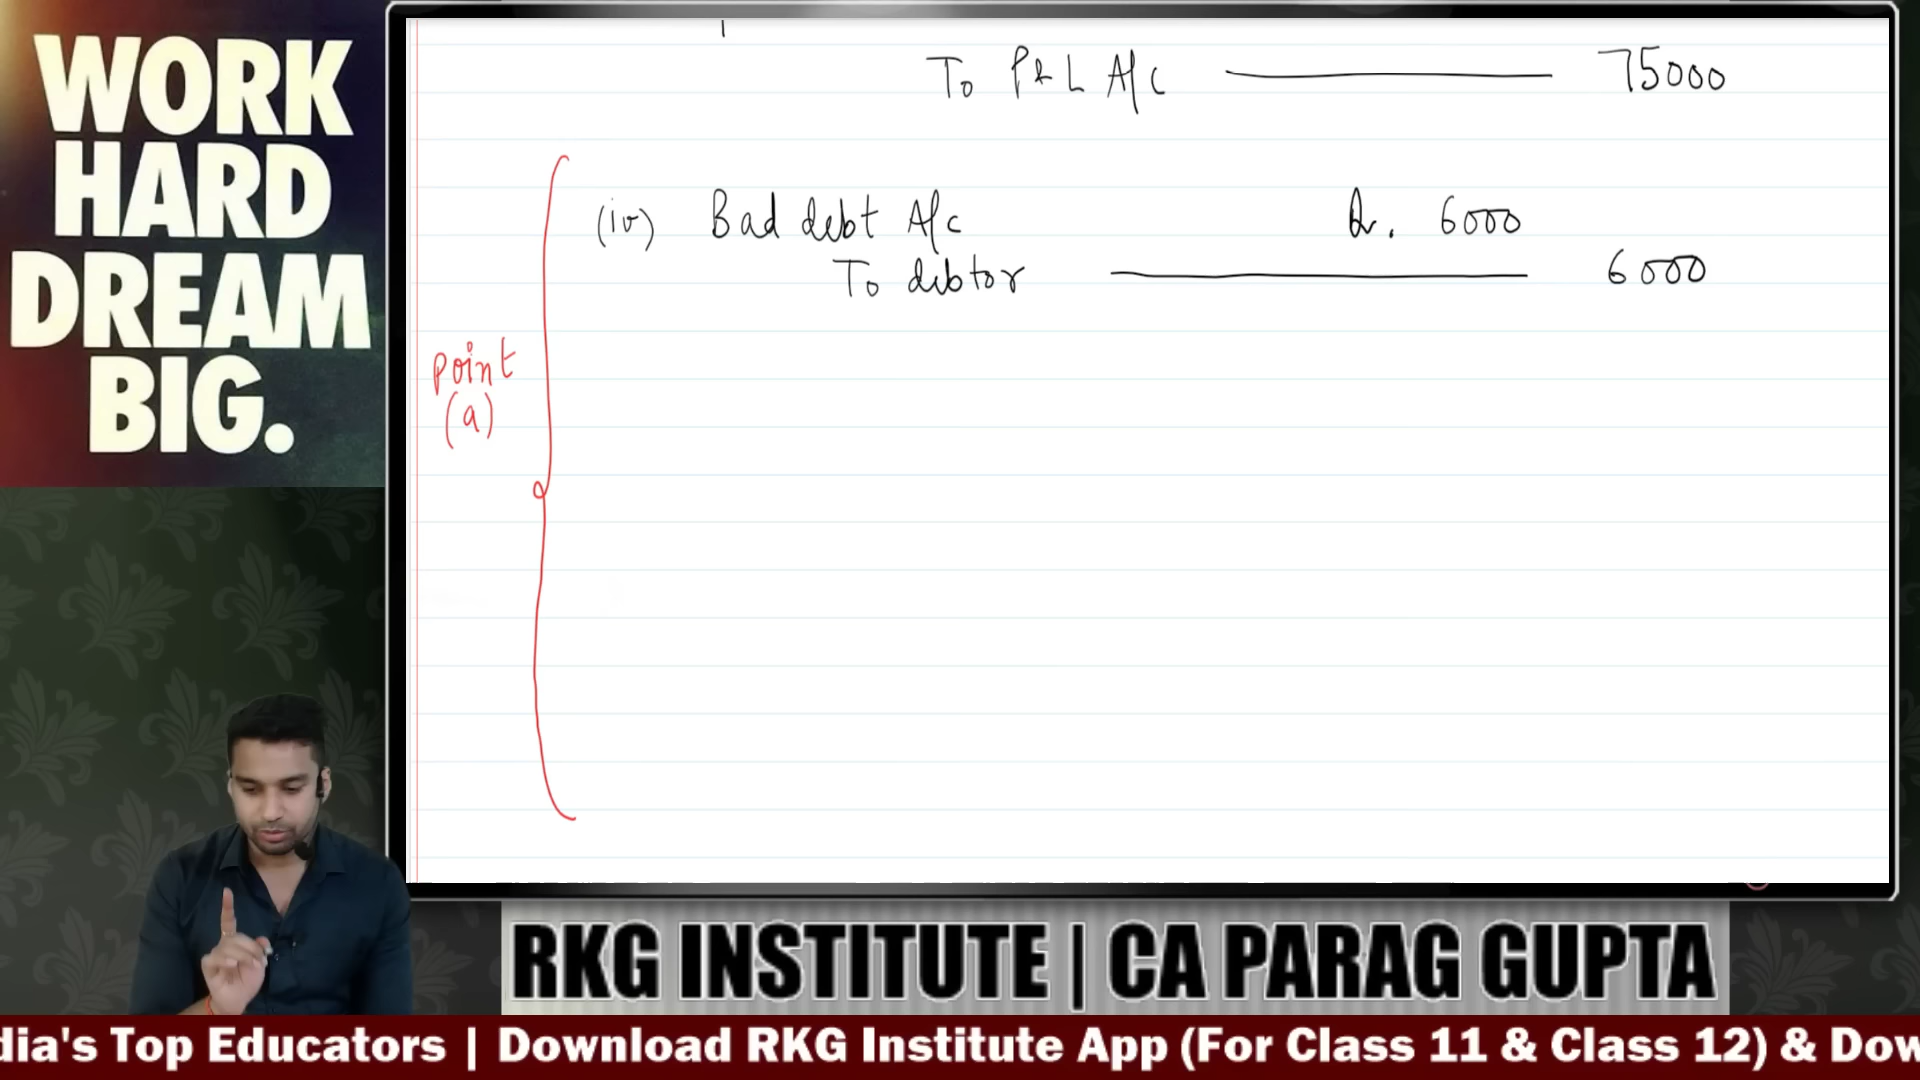 WORK
HARD
DREAM
BIG.
To P&L A/c 75000
(iv) Bad debt A/c Dr. 6000
To debtor 6000
Point
(a)
RKG INSTITUTE | CA PARAG GUPTA
dia's Top Educators | Download RKG Institute App (For Class 11 & Class 12) & Dow